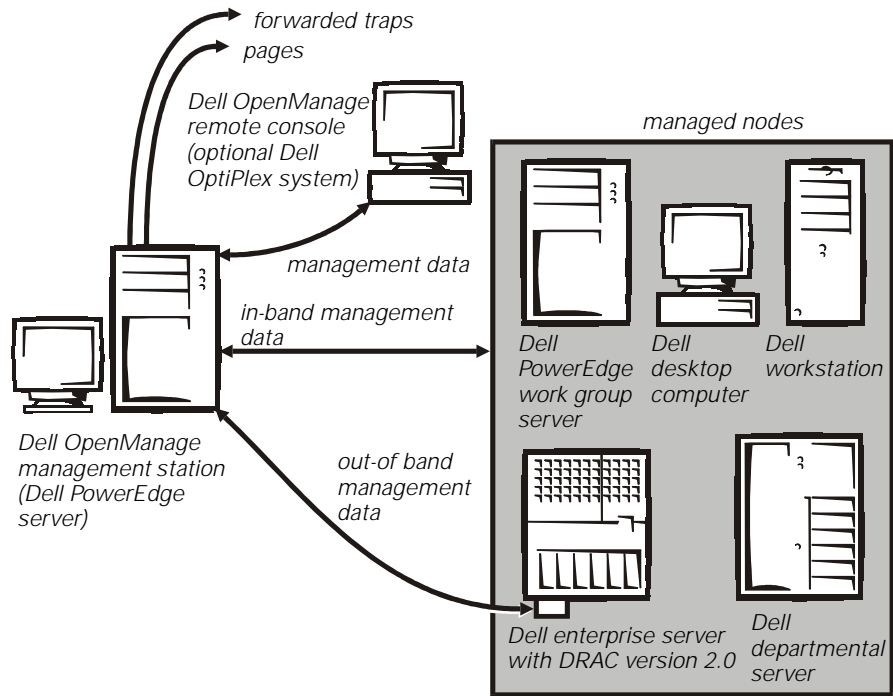 forwarded traps
pages
Dell OpenManage
remote console
(optional Dell
OptiPlex system)
managed nodes
management data
in-band management
data
Dell
PowerEdge
work group
server
Dell
desktop
computer
Dell
workstation
Dell OpenManage
management station
(Dell PowerEdge
server)
out-of band
management
data
Dell enterprise server
with DRAC version 2.0
Dell
departmental
server